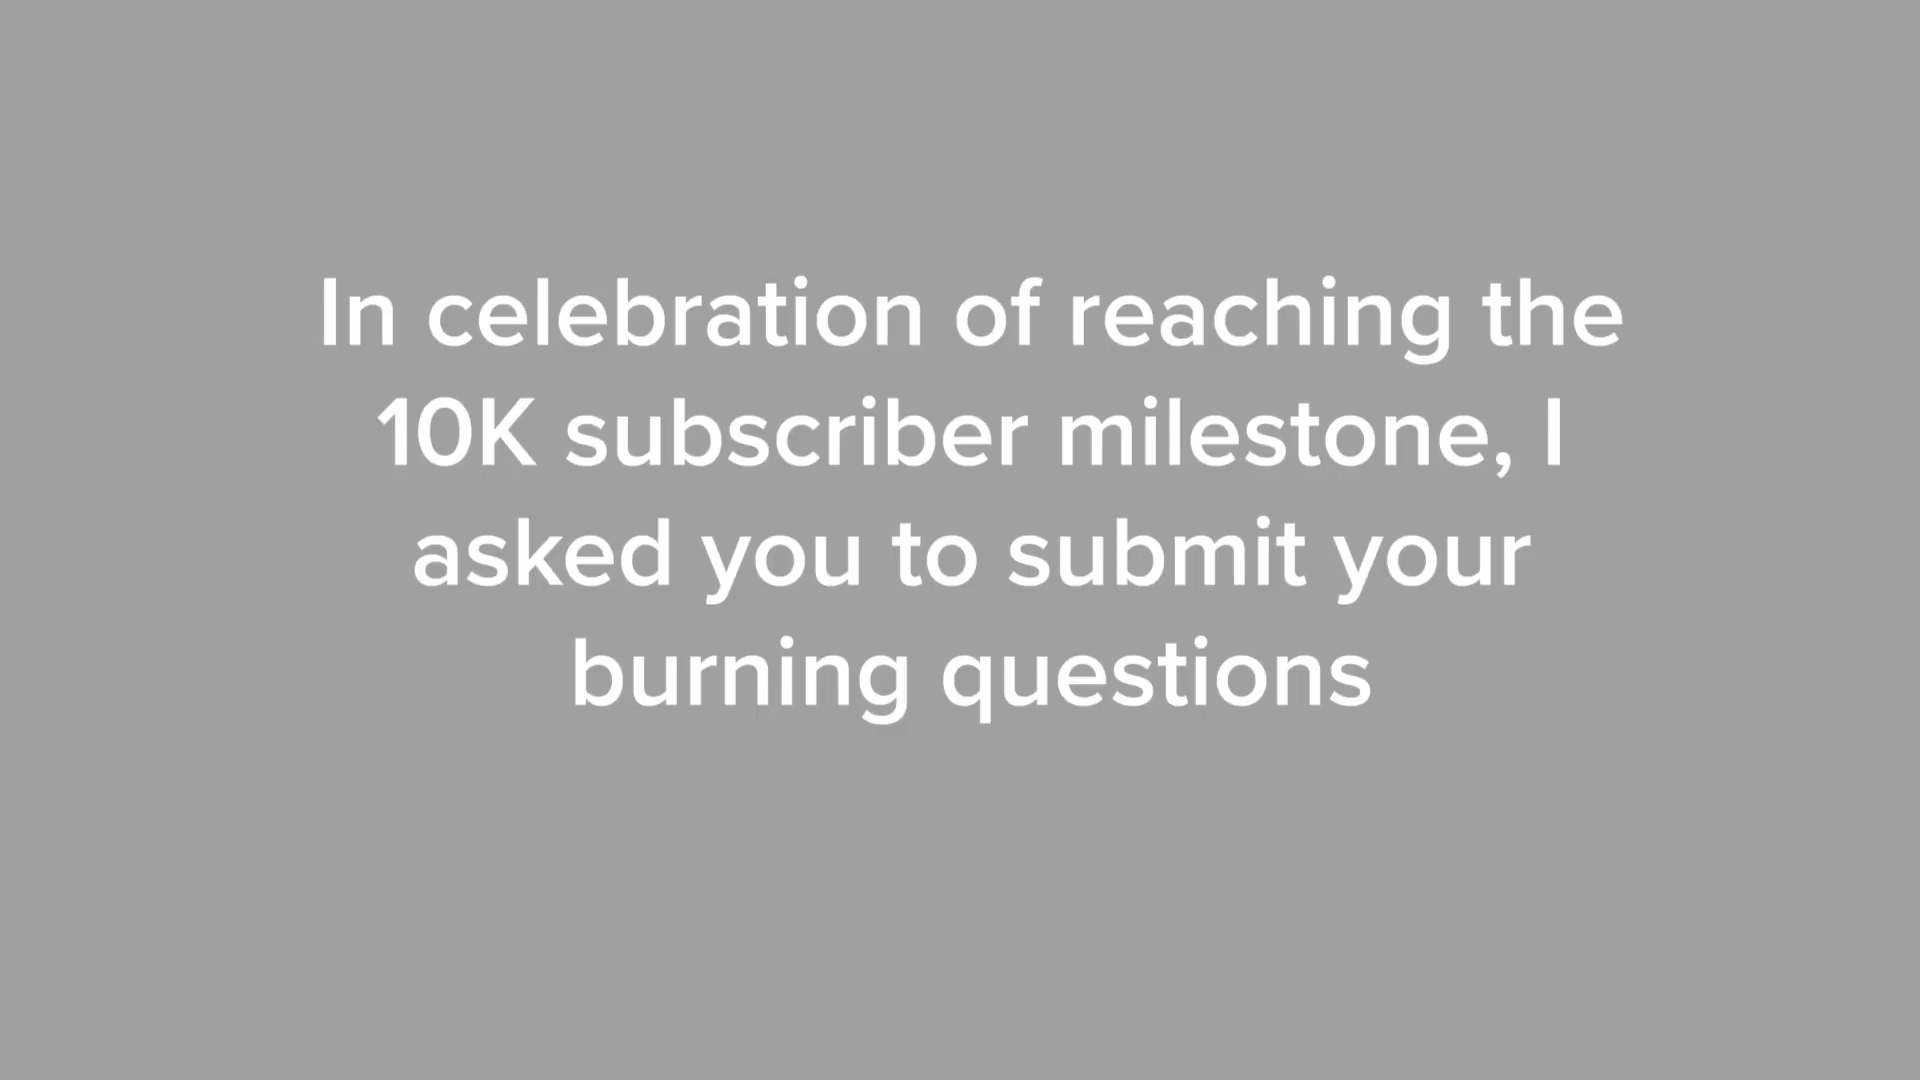 In celebration of reaching the
10K subscriber milestone, I
asked you to submit your
burning questions